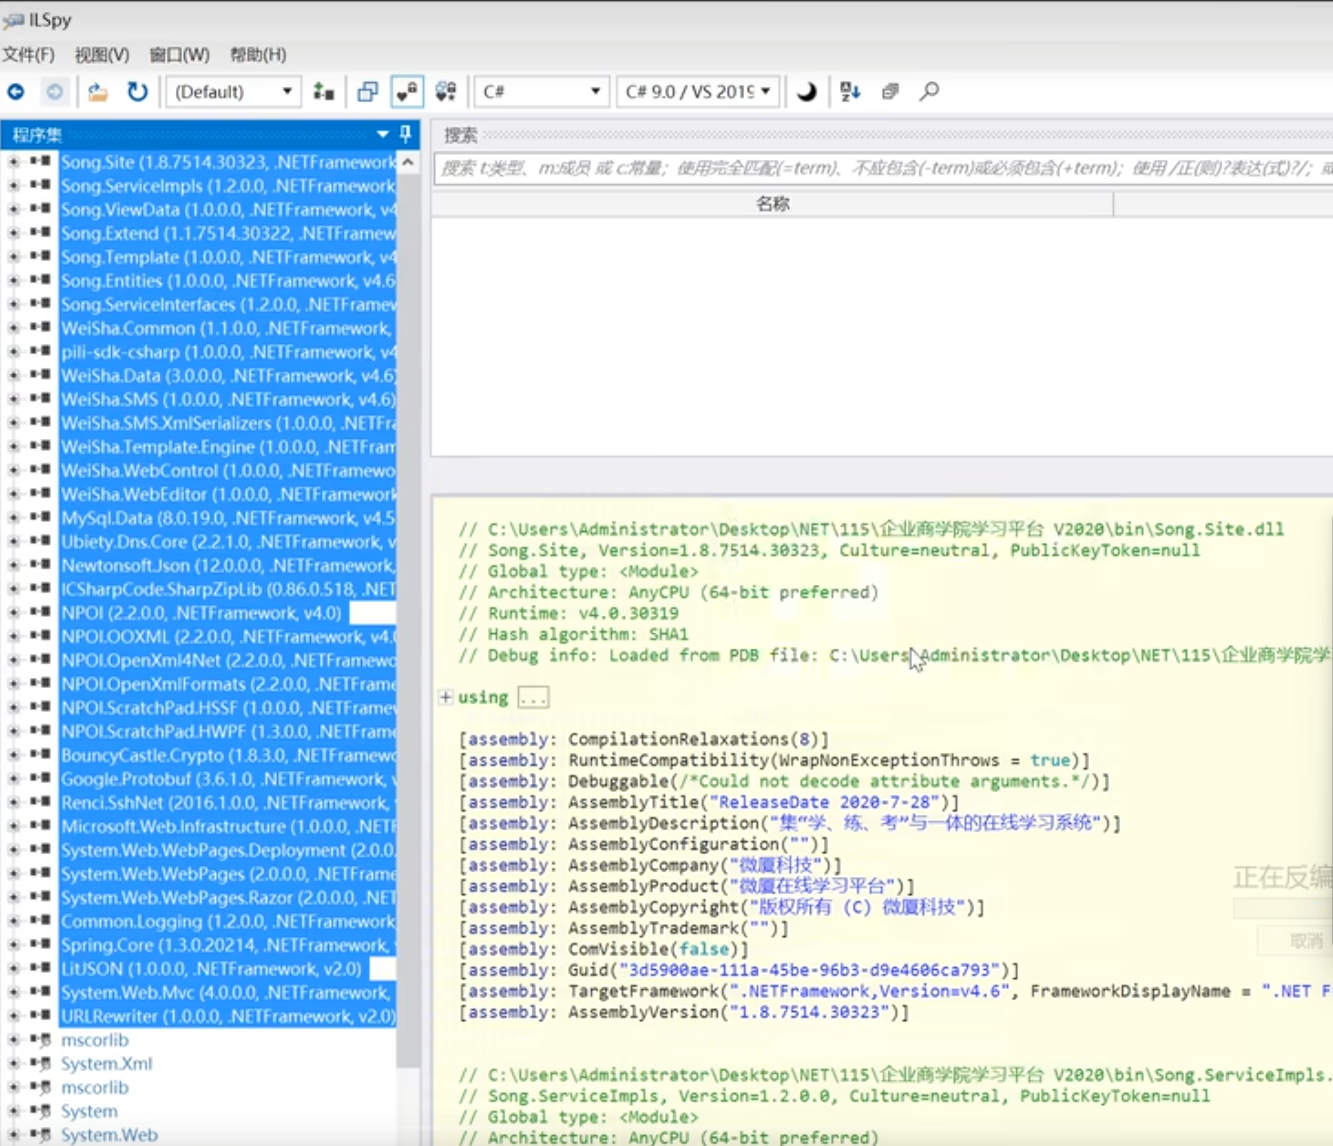 ILSpy
文件(F) 视图(V) 窗口(W) 帮助(H)
(Default) C# C# 9.0 / VS 2019
程序集
Song.Site (1.8.7514.30323, .NETFramework
Song.ServiceImpls (1.2.0.0, .NETFramework
Song.ViewData (1.0.0.0, .NETFramework, v4
Song.Extend (1.1.7514.30322, .NETFramew
Song.Template (1.0.0.0, .NETFramework, v4
Song.Entities (1.0.0.0, .NETFramework, v4.6
Song.ServiceInterfaces (1.2.0.0, .NETFramew
WeiSha.Common (1.1.0.0, .NETFramework,
pili-sdk-csharp (1.0.0.0, .NETFramework, v4
WeiSha.Data (3.0.0.0, .NETFramework, v4.6)
WeiSha.SMS (1.0.0.0, .NETFramework, v4.6)
WeiSha.SMS.XmlSerializers (1.0.0.0, .NETFra
WeiSha.Template.Engine (1.0.0.0, .NETFram
WeiSha.WebControl (1.0.0.0, .NETFramewo
WeiSha.WebEditor (1.0.0.0, .NETFramework
MySql.Data (8.0.19.0, .NETFramework, v4.5
Ubiety.Dns.Core (2.2.1.0, .NETFramework, v
Newtonsoft.Json (12.0.0.0, .NETFramework,
ICSharpCode.SharpZipLib (0.86.0.518, .NET
NPOI (2.2.0.0, .NETFramework, v4.0)
NPOI.OOXML (2.2.0.0, .NETFramework, v4.0
NPOI.OpenXml4Net (2.2.0.0, .NETFramewo
NPOI.OpenXmlFormats (2.2.0.0, .NETFrame
NPOI.ScratchPad.HSSF (1.0.0.0, .NETFramew
NPOI.ScratchPad.HWPF (1.3.0.0, .NETFrame
BouncyCastle.Crypto (1.8.3.0, .NETFramewo
Google.Protobuf (3.6.1.0, .NETFramework, v
Renci.SshNet (2016.1.0.0, .NETFramework,
Microsoft.Web.Infrastructure (1.0.0.0, .NETF
System.Web.WebPages.Deployment (2.0.0.
System.Web.WebPages (2.0.0.0, .NETFrame
System.Web.WebPages.Razor (2.0.0.0, .NET
Common.Logging (1.2.0.0, .NETFramework,
Spring.Core (1.3.0.20214, .NETFramework,
LitJSON (1.0.0.0, .NETFramework, v2.0)
System.Web.Mvc (4.0.0.0, .NETFramework,
URLRewriter (1.0.0.0, .NETFramework, v2.0)
mscorlib
System.Xml
mscorlib
System
System.Web
搜索
搜索 t:类型、m:成员 或 c:常量；使用完全匹配(=term)、不应包含(-term)或必须包含(+term)；使用 /正(则)?表达(式)?/；或
名称
// C:\Users\Administrator\Desktop\NET\115\企业商学院学习平台 V2020\bin\Song.Site.dll
// Song.Site, Version=1.8.7514.30323, Culture=neutral, PublicKeyToken=null
// Global type: <Module>
// Architecture: AnyCPU (64-bit preferred)
// Runtime: v4.0.30319
// Hash algorithm: SHA1
// Debug info: Loaded from PDB file: C:\Users\Administrator\Desktop\NET\115\企业商学院学
using ...
[assembly: CompilationRelaxations(8)]
[assembly: RuntimeCompatibility(WrapNonExceptionThrows = true)]
[assembly: Debuggable(/*Could not decode attribute arguments.*/)]
[assembly: AssemblyTitle("ReleaseDate 2020-7-28")]
[assembly: AssemblyDescription("集“学、练、考”与一体的在线学习系统")]
[assembly: AssemblyConfiguration("")]
[assembly: AssemblyCompany("微厦科技")]
[assembly: AssemblyProduct("微厦在线学习平台")]
[assembly: AssemblyCopyright("版权所有 (C) 微厦科技")]
[assembly: AssemblyTrademark("")]
[assembly: ComVisible(false)]
[assembly: Guid("3d5900ae-111a-45be-96b3-d9e4606ca793")]
[assembly: TargetFramework(".NETFramework,Version=v4.6", FrameworkDisplayName = ".NET F
[assembly: AssemblyVersion("1.8.7514.30323")]
正在反编
取消
// C:\Users\Administrator\Desktop\NET\115\企业商学院学习平台 V2020\bin\Song.ServiceImpls.
// Song.ServiceImpls, Version=1.2.0.0, Culture=neutral, PublicKeyToken=null
// Global type: <Module>
// Architecture: AnyCPU (64-bit preferred)